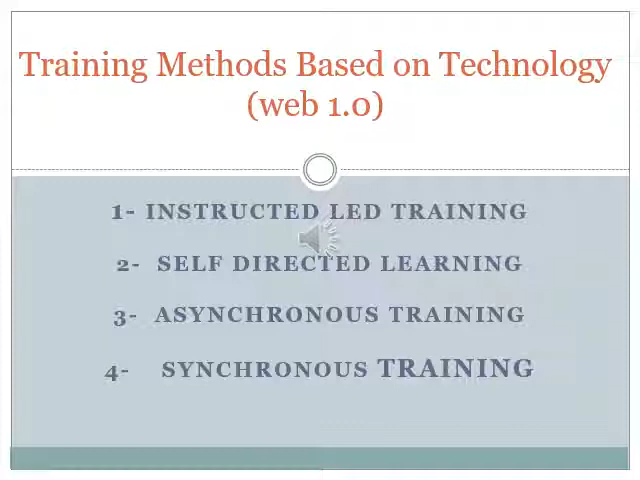 Training Methods Based on Technology
(web 1.0)
1- INSTRUCTED LED TRAINING
2- SELF DIRECTED LEARNING
3- ASYNCHRONOUS TRAINING
4- SYNCHRONOUS TRAINING